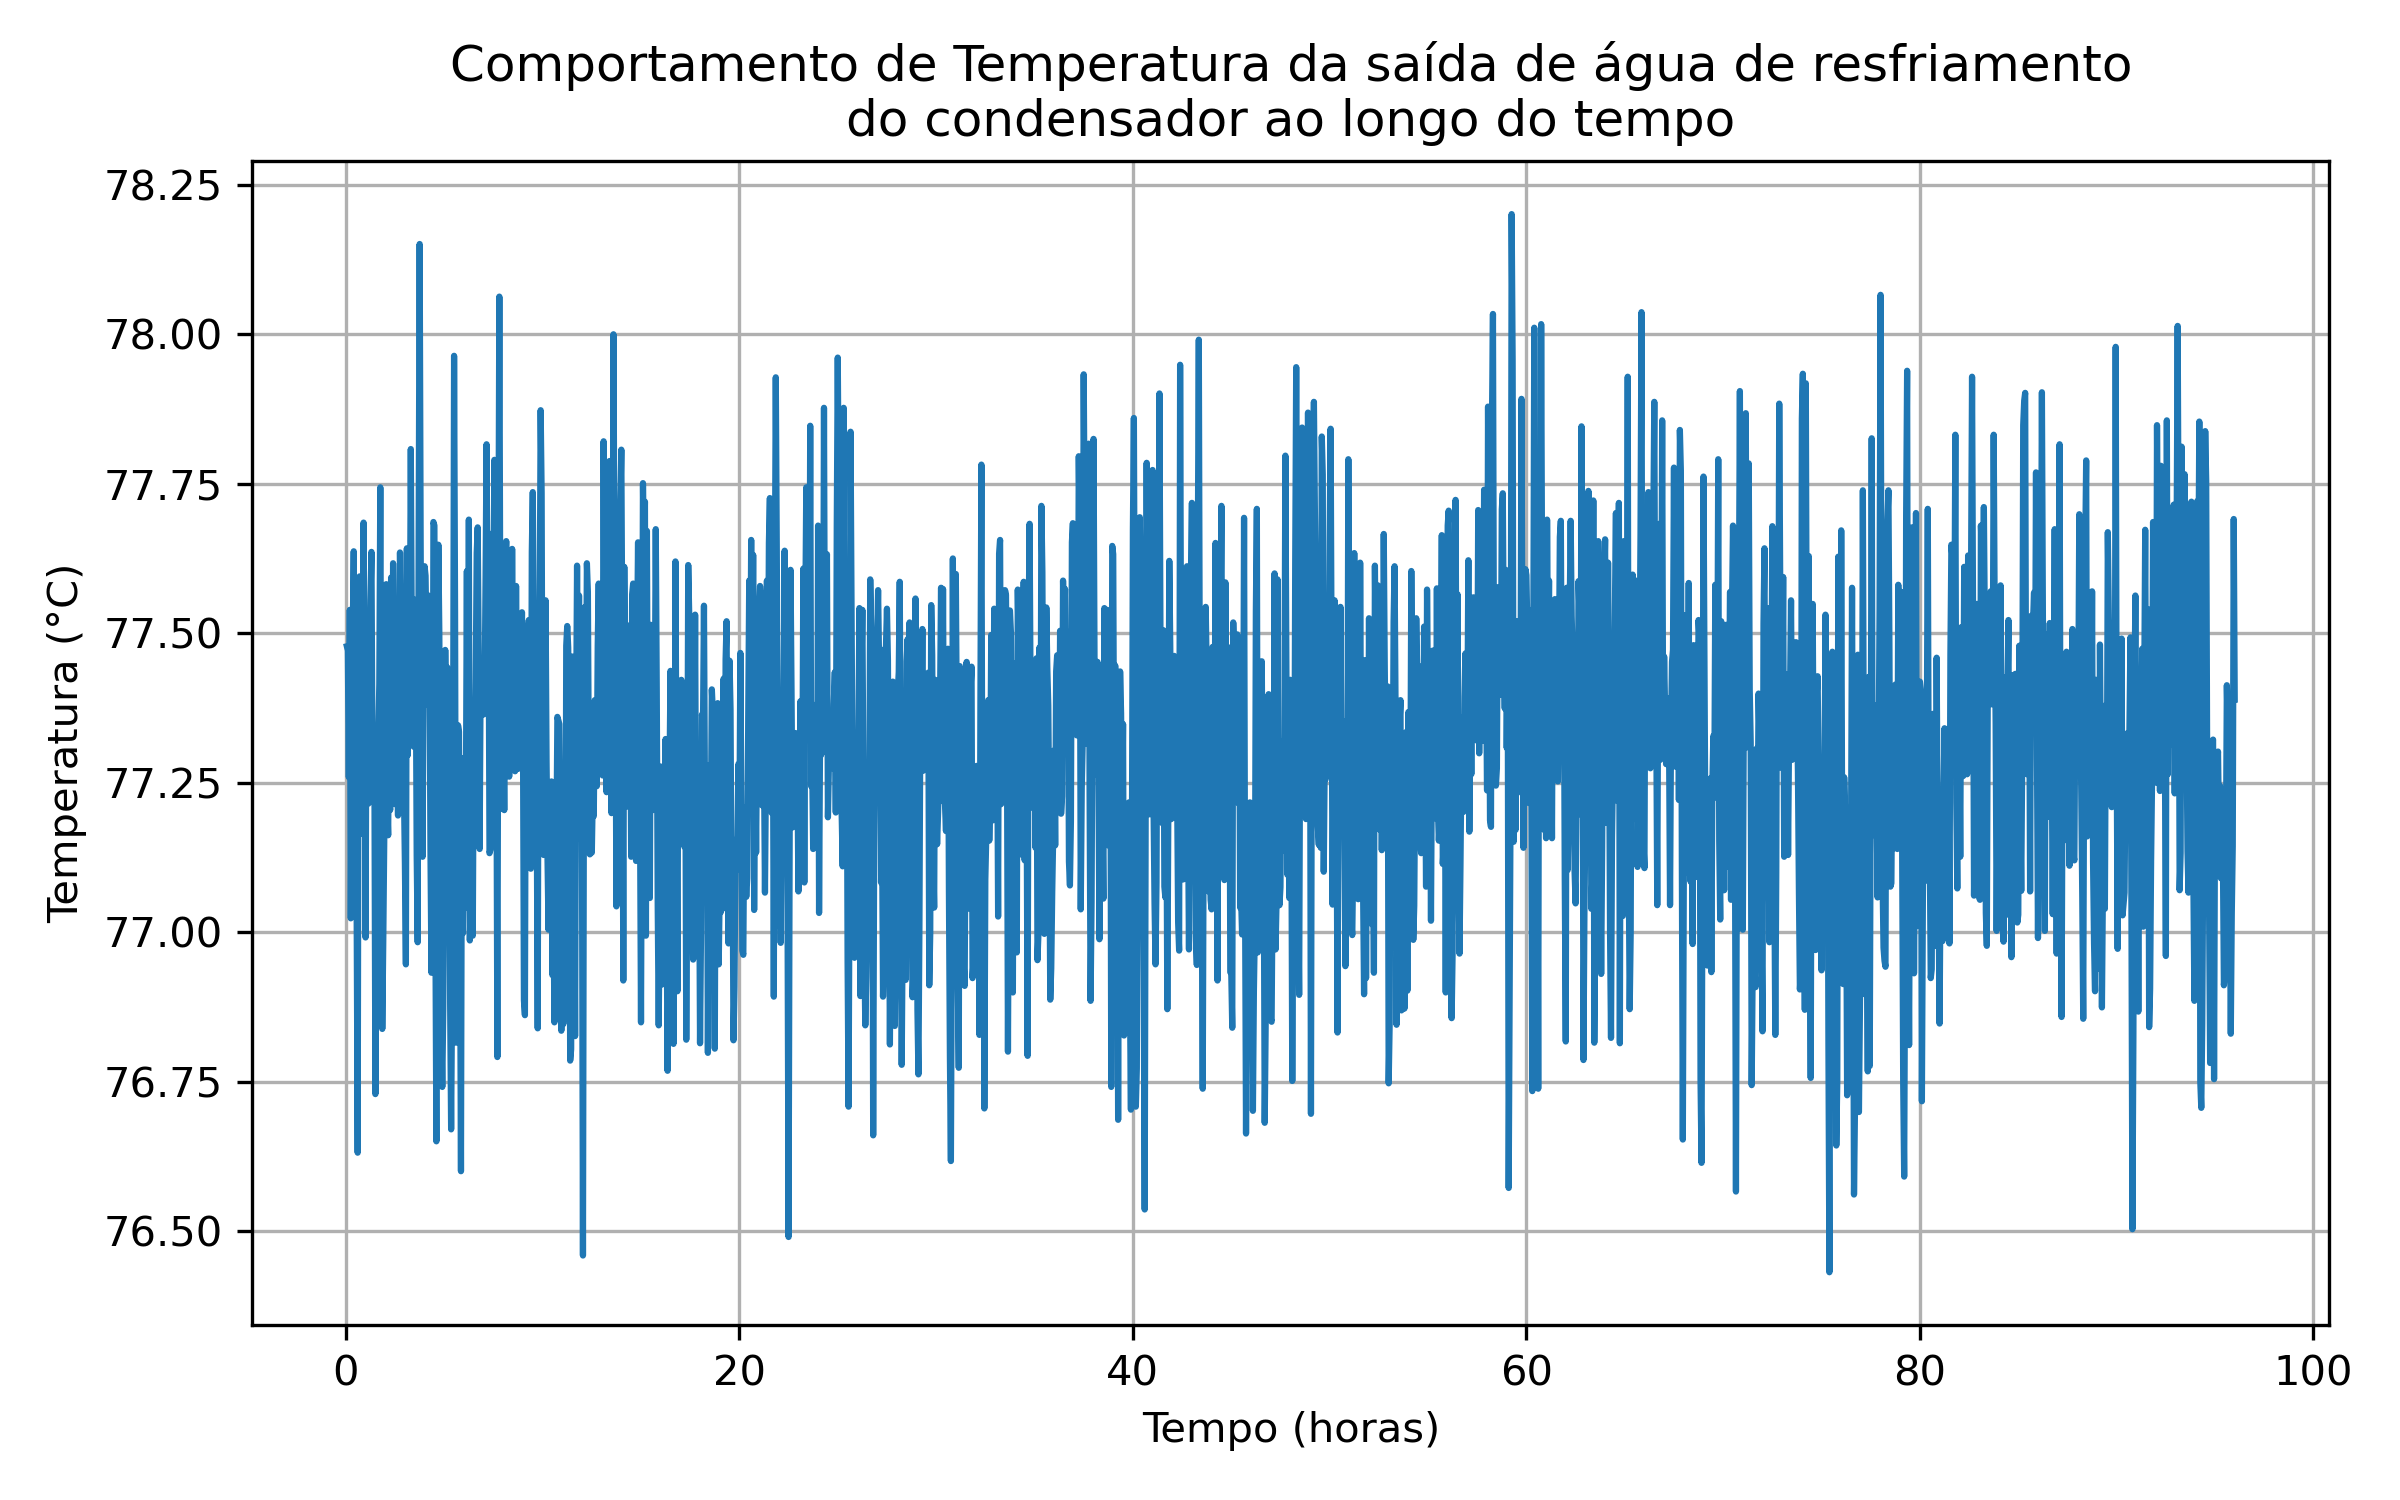 Comportamento de Temperatura da saída de água de resfriamento
do condensador ao longo do tempo
78.25
78.00
77.75
77.50
77.25
77.00
76.75
76.50
Temperatura (°C)
0 20 40 60 80 100
Tempo (horas)